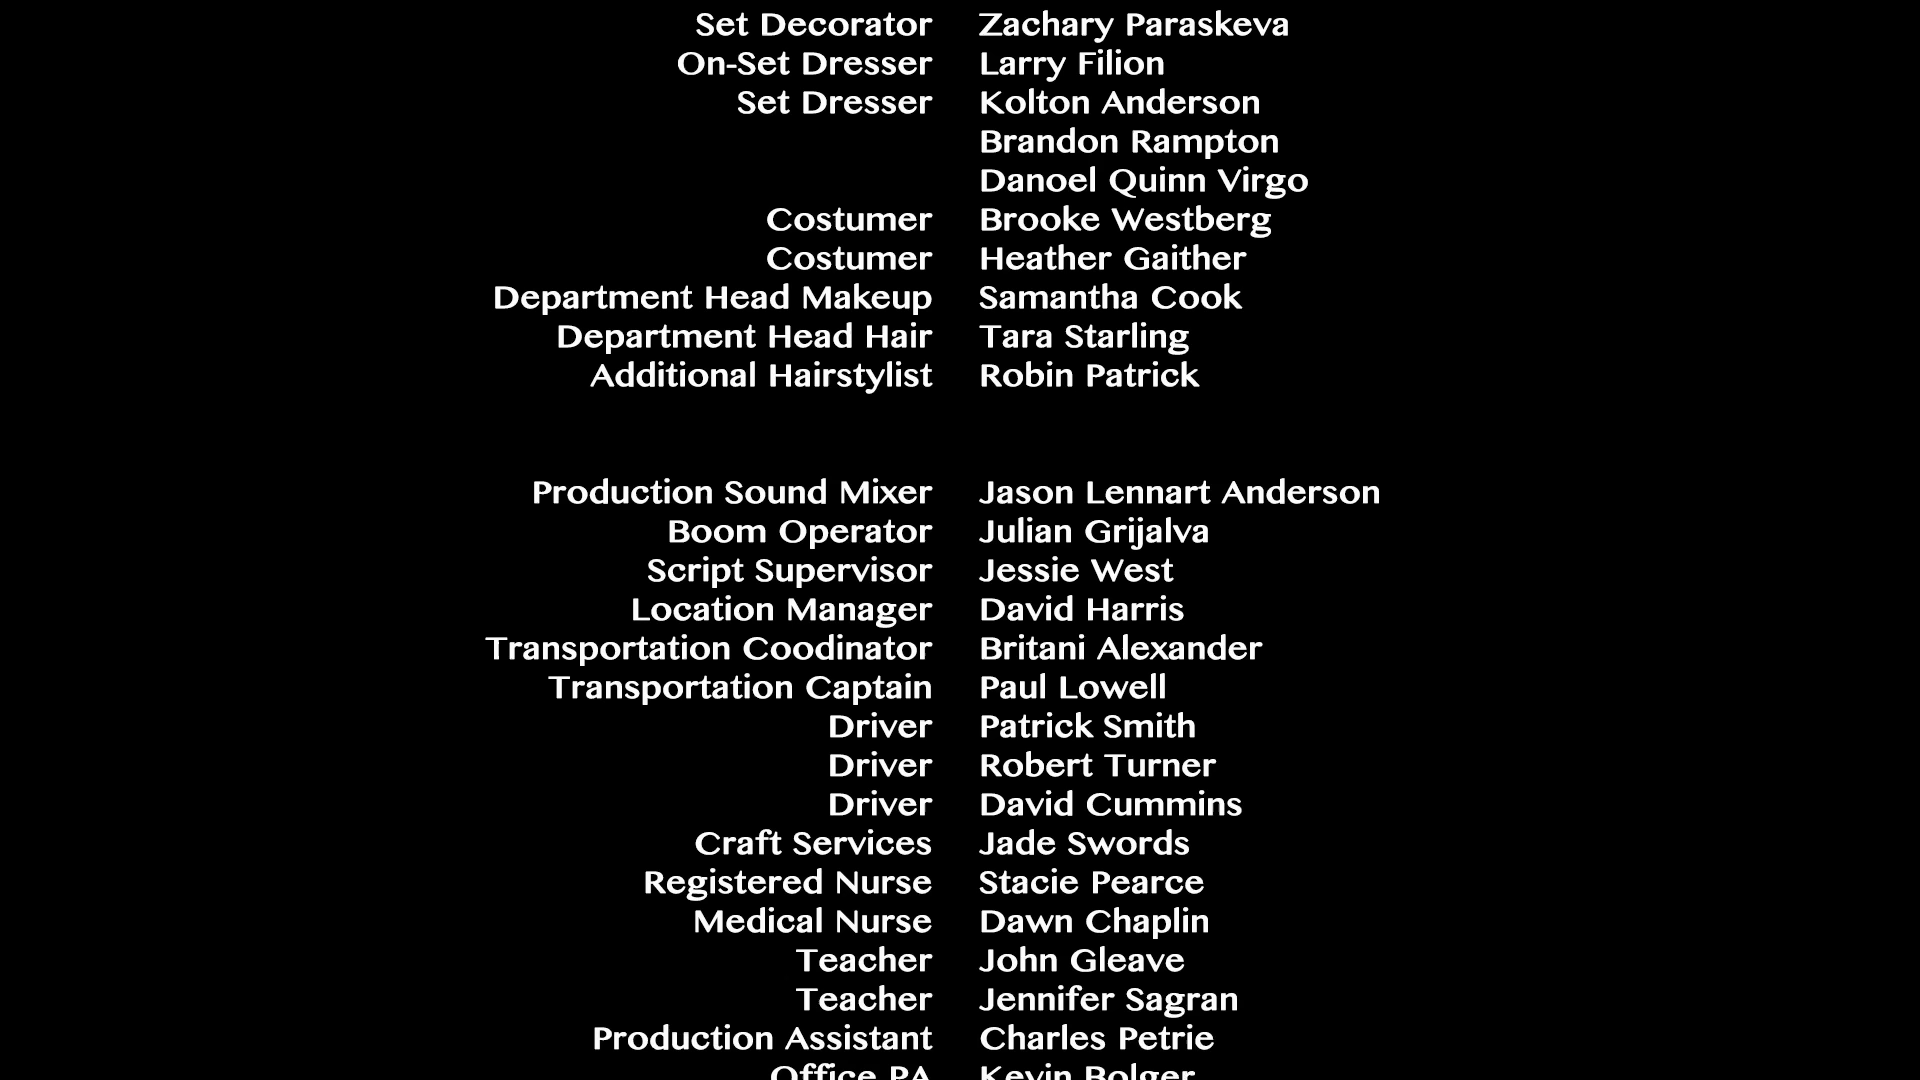 Set Decorator Zachary Paraskeva
On-Set Dresser Larry Filion
Set Dresser Kolton Anderson
Brandon Rampton
Danoel Quinn Virgo
Costumer Brooke Westberg
Costumer Heather Gaither
Department Head Makeup Samantha Cook
Department Head Hair Tara Starling
Additional Hairstylist Robin Patrick
Production Sound Mixer Jason Lennart Anderson
Boom Operator Julian Grijalva
Script Supervisor Jessie West
Location Manager David Harris
Transportation Coodinator Britani Alexander
Transportation Captain Paul Lowell
Driver Patrick Smith
Driver Robert Turner
Driver David Cummins
Craft Services Jade Swords
Registered Nurse Stacie Pearce
Medical Nurse Dawn Chaplin
Teacher John Gleave
Teacher Jennifer Sagran
Production Assistant Charles Petrie
Office PA Kevin Bolger